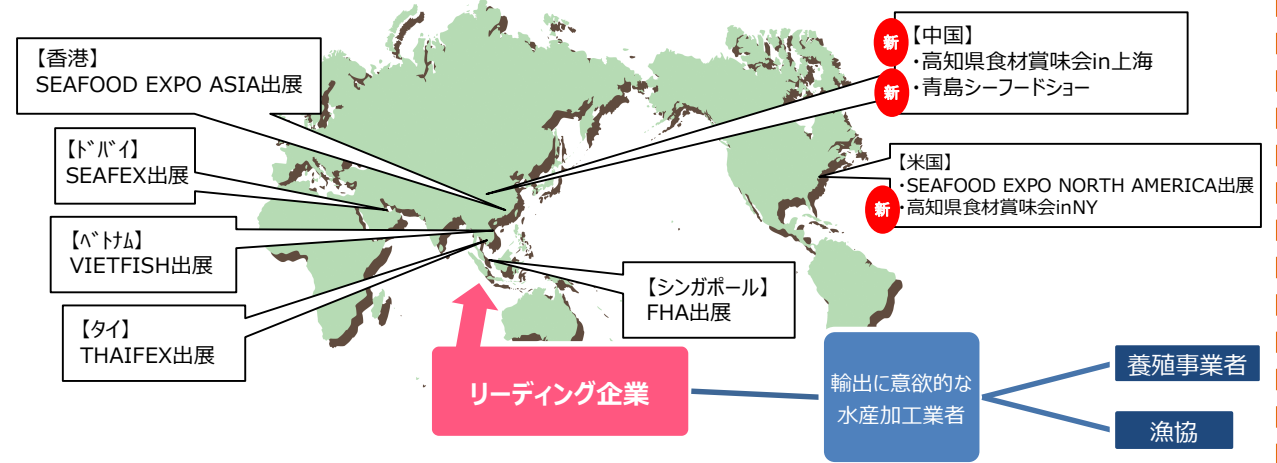 【香港】
SEAFOOD EXPO ASIA出展
【ﾄﾞﾊﾞｲ】
SEAFEX出展
【ﾍﾞﾄﾅﾑ】
VIETFISH出展
【タイ】
THAIFEX出展
新
【中国】
・高知県食材賞味会in上海
新
・青島シーフードショー
【米国】
・SEAFOOD EXPO NORTH AMERICA出展
新
・高知県食材賞味会inNY
【シンガポール】
FHA出展
リーディング企業
輸出に意欲的な
水産加工業者
養殖事業者
漁協